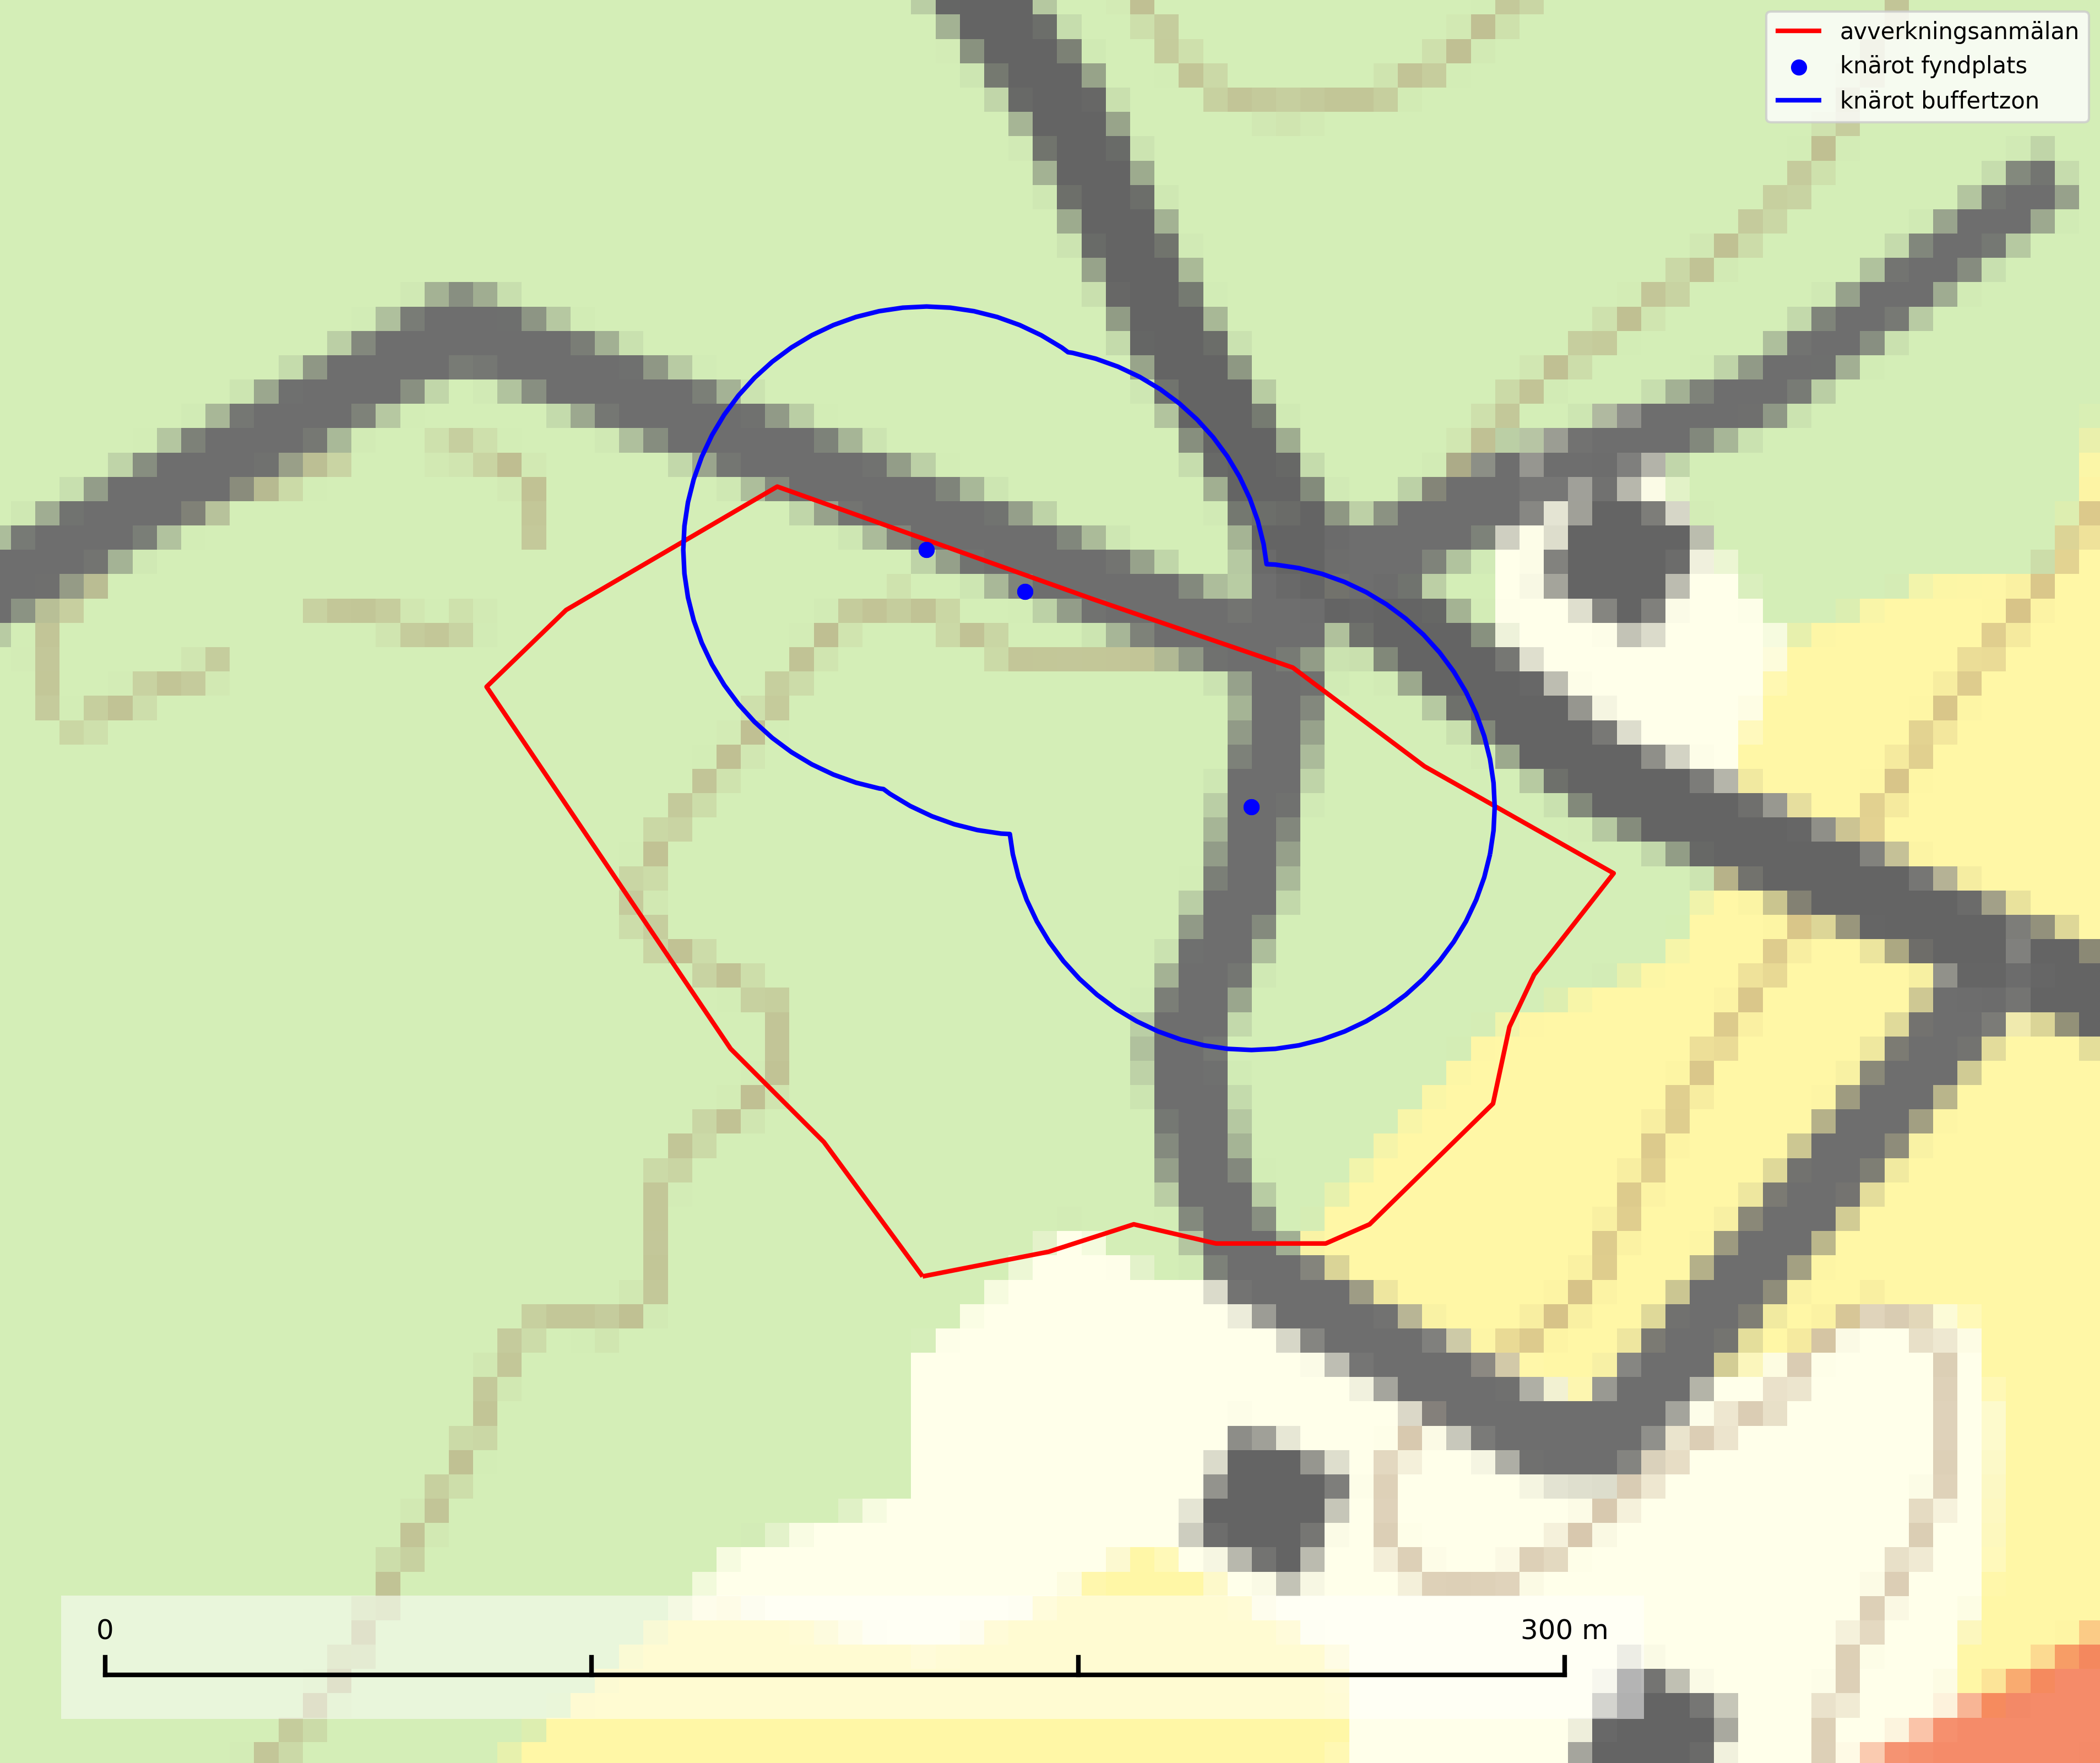 avverkningsanmälan
knärot fyndplats
knärot buffertzon
0
300 m